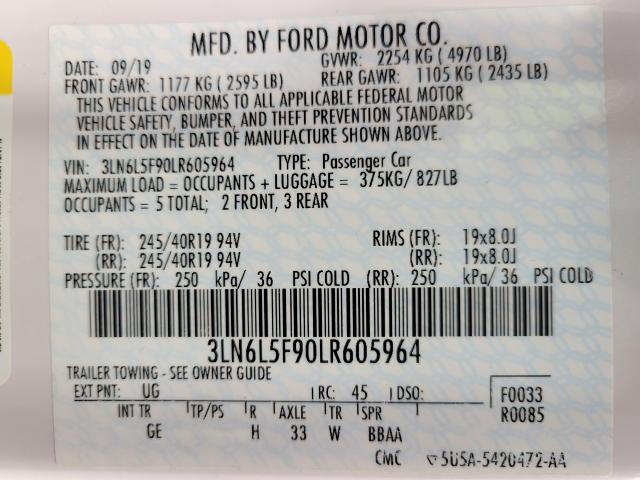 MFD. BY FORD MOTOR CO.
DATE: 09/19 GVWR: 2254 KG ( 4970 LB)
FRONT GAWR: 1177 KG ( 2595 LB) REAR GAWR: 1105 KG ( 2435 LB)
THIS VEHICLE CONFORMS TO ALL APPLICABLE FEDERAL MOTOR
VEHICLE SAFETY, BUMPER, AND THEFT PREVENTION STANDARDS
IN EFFECT ON THE DATE OF MANUFACTURE SHOWN ABOVE.
VIN: 3LN6L5F90LR605964 TYPE: Passenger Car
MAXIMUM LOAD = OCCUPANTS + LUGGAGE = 375KG/ 827LB
OCCUPANTS = 5 TOTAL; 2 FRONT, 3 REAR
TIRE (FR): 245/40R19 94V RIMS (FR): 19x8.0J
(RR): 245/40R19 94V (RR): 19x8.0J
PRESSURE (FR): 250 kPa/ 36 PSI COLD (RR): 250 kPa/ 36 PSI COLD
3LN6L5F90LR605964
TRAILER TOWING - SEE OWNER GUIDE
EXT PNT: UG RC: 45 DSO: F0033
INT TR TP/PS R AXLE TR SPR R0085
GE H 33 W BBAA
CMC 5U5A-5420472-AA